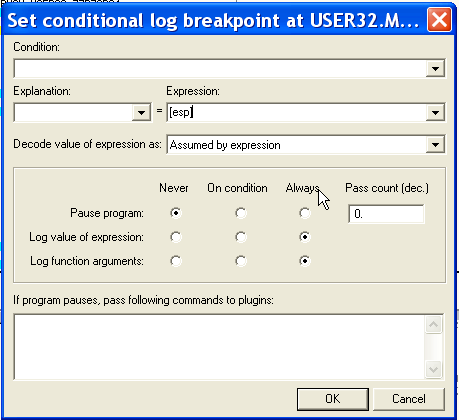 Set conditional log breakpoint at USER32.M...
Condition:
Explanation: Expression:
= [esp]
Decode value of expression as: Assumed by expression
Never On condition Always Pass count (dec.)
Pause program: 0.
Log value of expression:
Log function arguments:
If program pauses, pass following commands to plugins:
OK Cancel